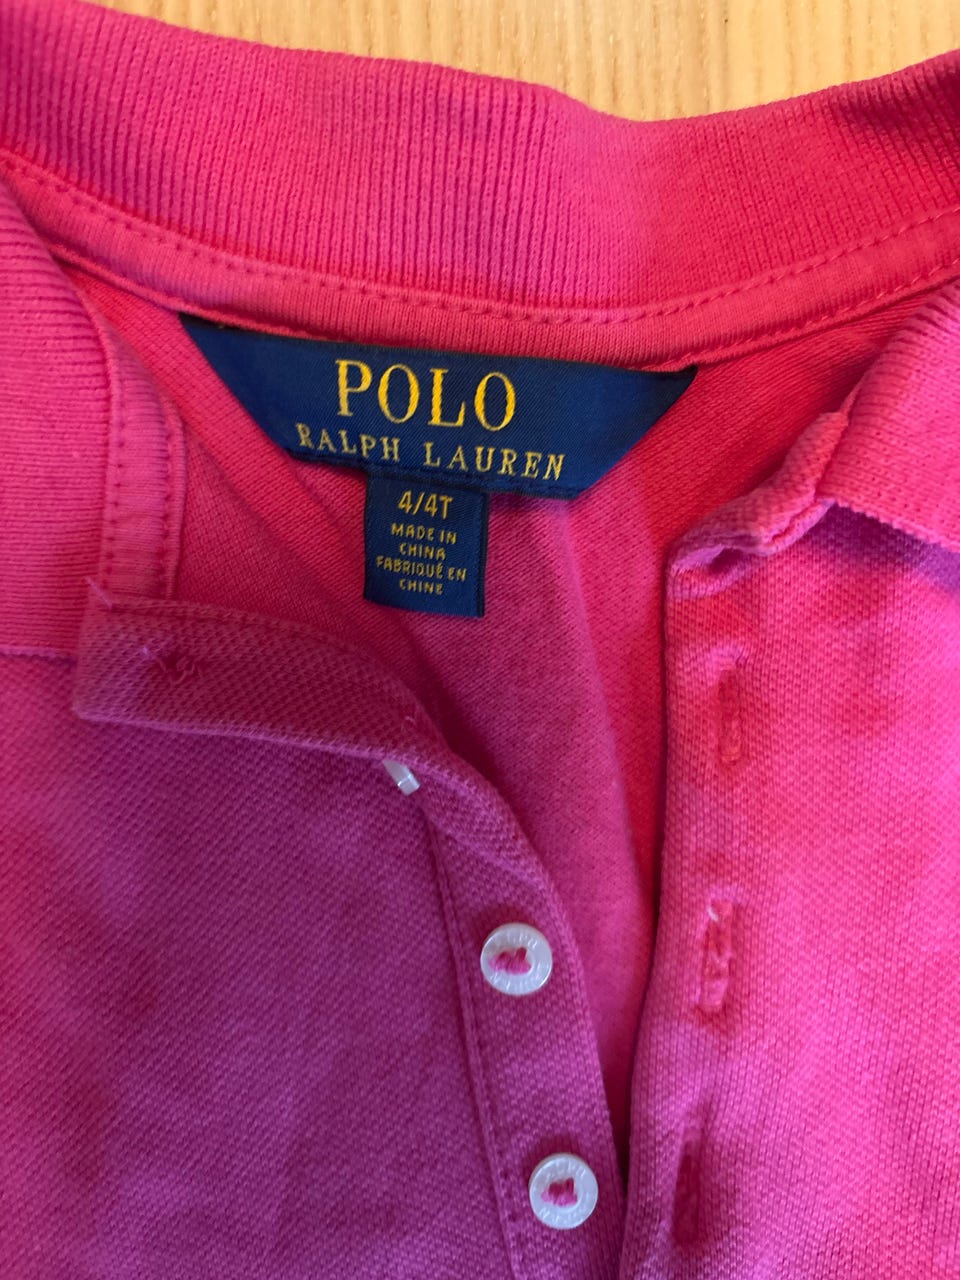 POLO
RALPH LAUREN
4/4T
MADE IN
CHINA
FABRIQUÉ EN
CHINE